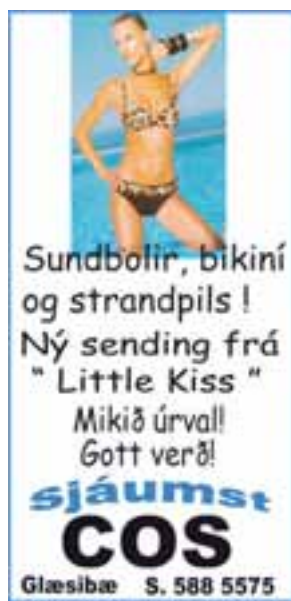 Sundbolir, bikiní
og strandpils !
Ný sending frá
“ Little Kiss ”
Mikið úrval!
Gott verð!
sjáumst
COS
Glæsibæ S. 588 5575